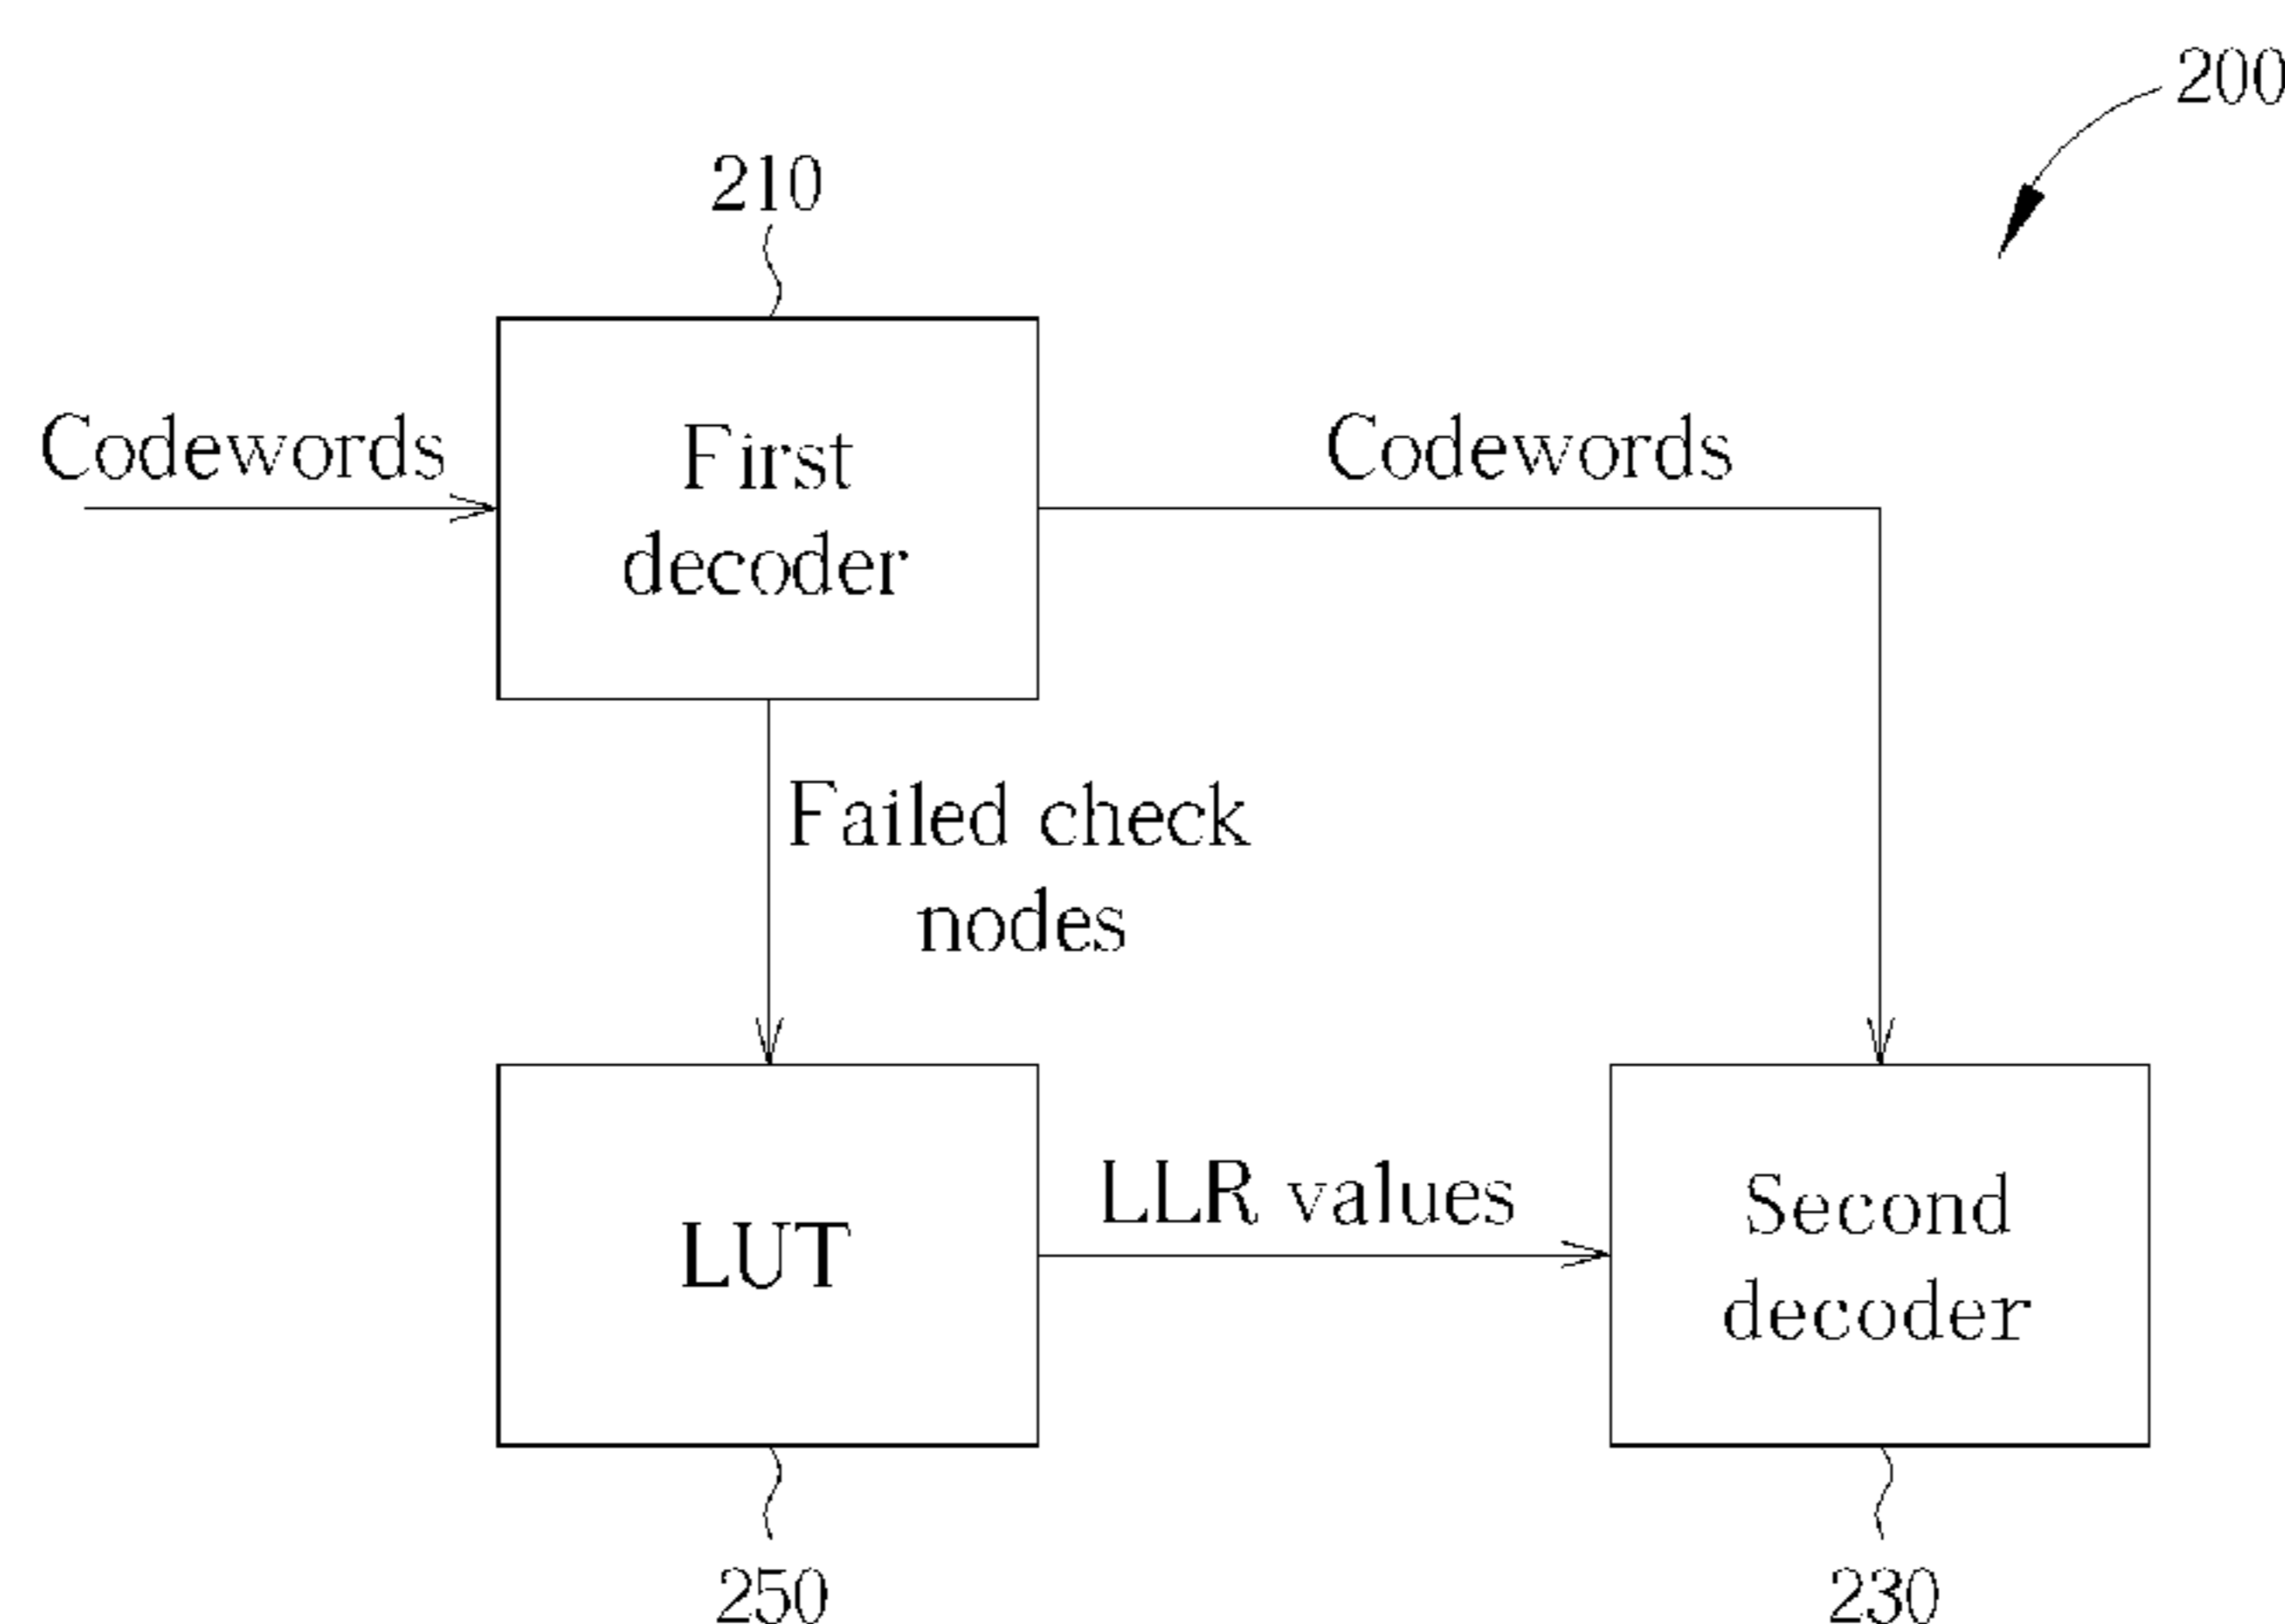 200
210
Codewords
First
decoder
Codewords
Failed check
nodes
LUT
LLR values
Second
decoder
250
230